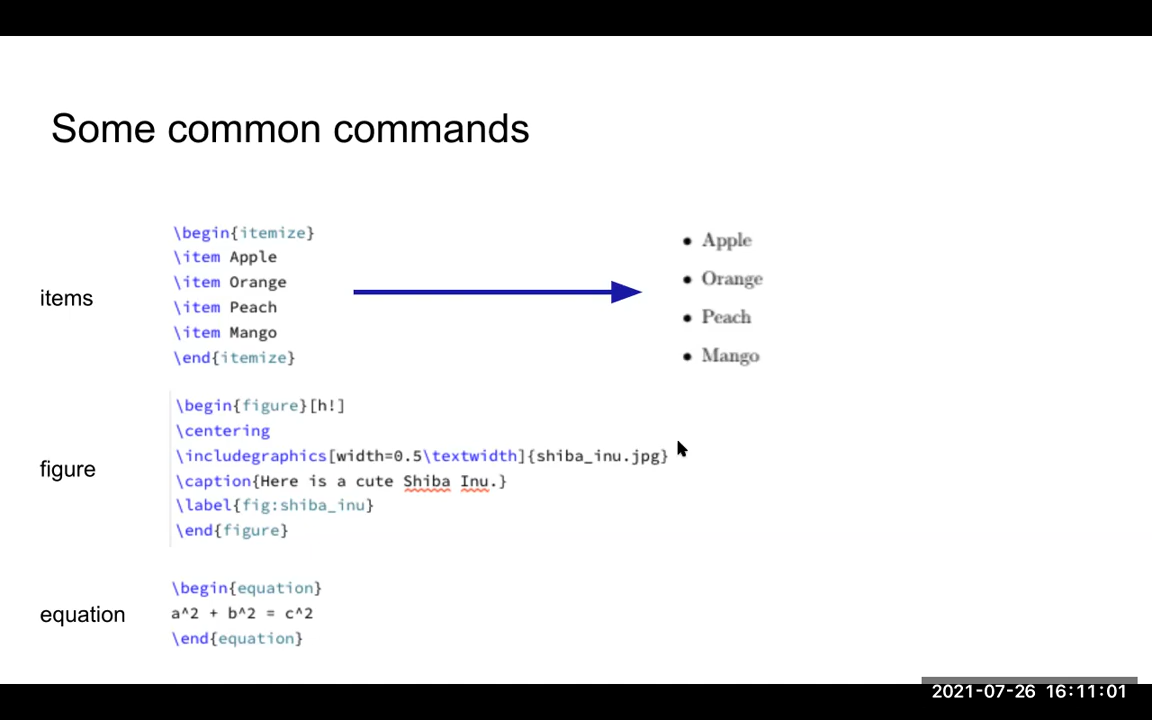 Some common commands
items
\begin{itemize}
\item Apple
\item Orange
\item Peach
\item Mango
\end{itemize}
• Apple
• Orange
• Peach
• Mango
figure
\begin{figure}[h!]
\centering
\includegraphics[width=0.5\textwidth]{shiba_inu.jpg}
\caption{Here is a cute Shiba Inu.}
\label{fig:shiba_inu}
\end{figure}
equation
\begin{equation}
a^2 + b^2 = c^2
\end{equation}
2021-07-26 16:11:01